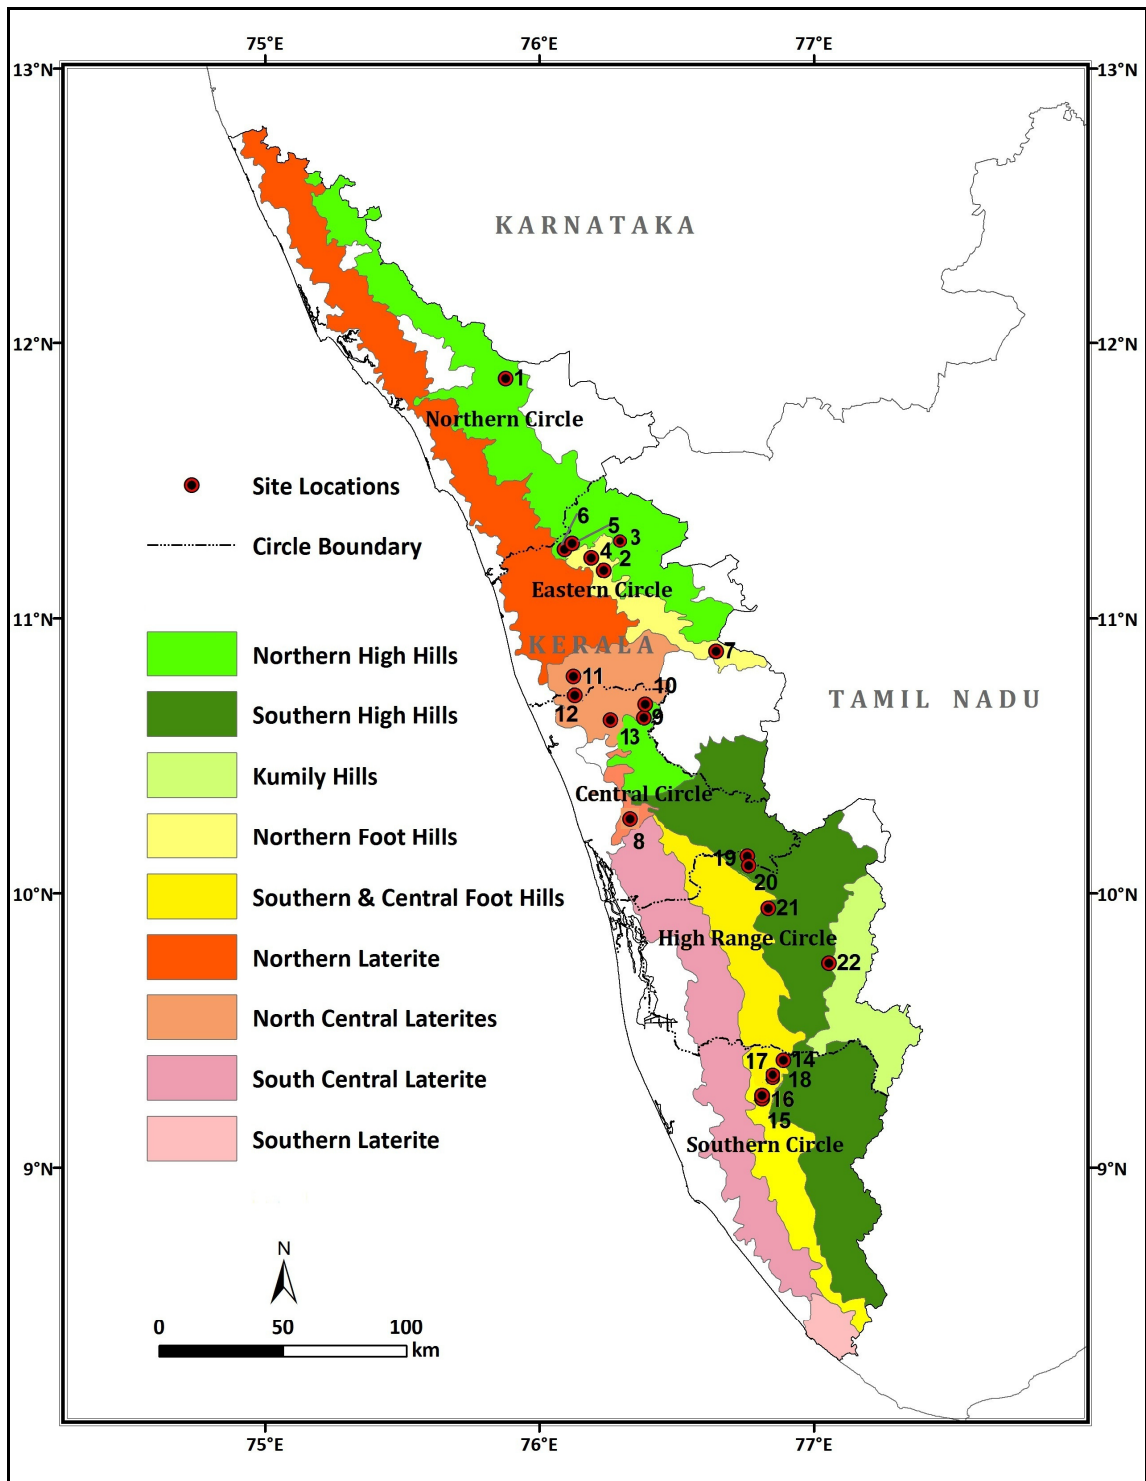 75°E 76°E 77°E
13°N 13°N
KARNATAKA
12°N 12°N
1
Northern Circle
Site Locations
6
5
3
Circle Boundary
4
2
Eastern Circle
11°N 11°N
KERALA
7
Northern High Hills
11
10
TAMIL NADU
Southern High Hills
12
9
13
Kumily Hills
Central Circle
Northern Foot Hills
8
19
20
Southern & Central Foot Hills
10°N 10°N
21
High Range Circle
Northern Laterite
22
North Central Laterites
17
14
South Central Laterite
18
16
15
Southern Laterite
Southern Circle
9°N 9°N
N
0 50 100
km
75°E 76°E 77°E